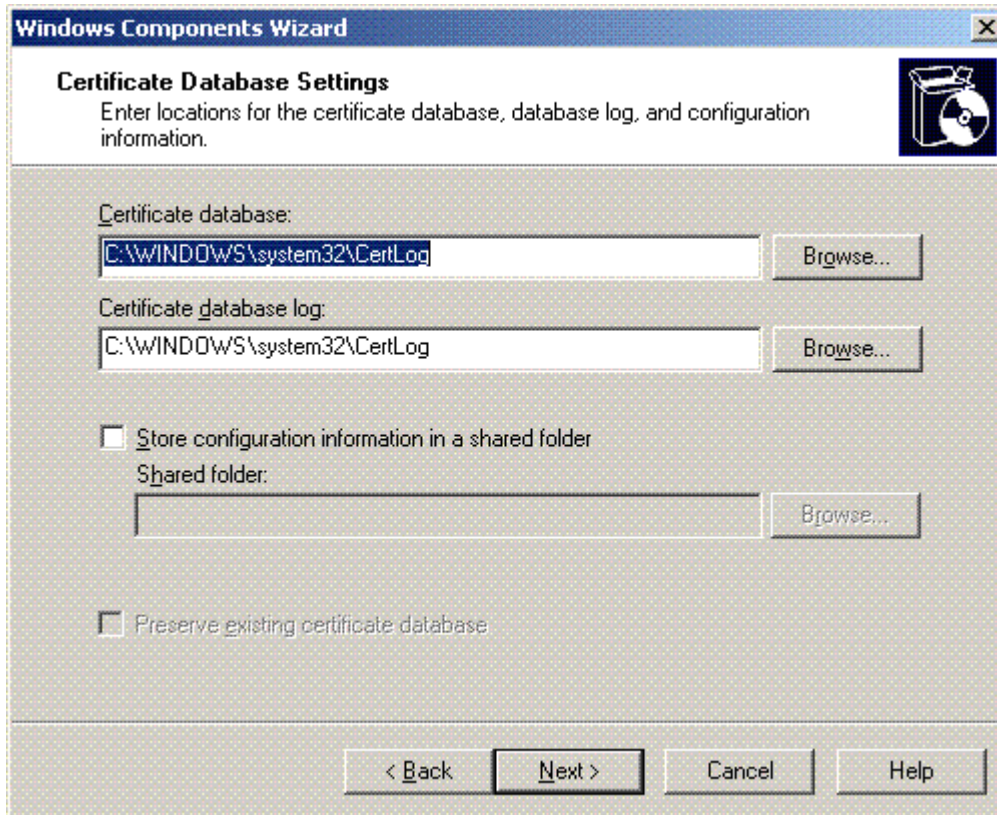 Windows Components Wizard
Certificate Database Settings
Enter locations for the certificate database, database log, and configuration
information.
Certificate database:
C:\WINDOWS\system32\CertLog
Browse...
Certificate database log:
C:\WINDOWS\system32\CertLog
Browse...
Store configuration information in a shared folder
Shared folder:
Browse...
Preserve existing certificate database
< Back
Next >
Cancel
Help